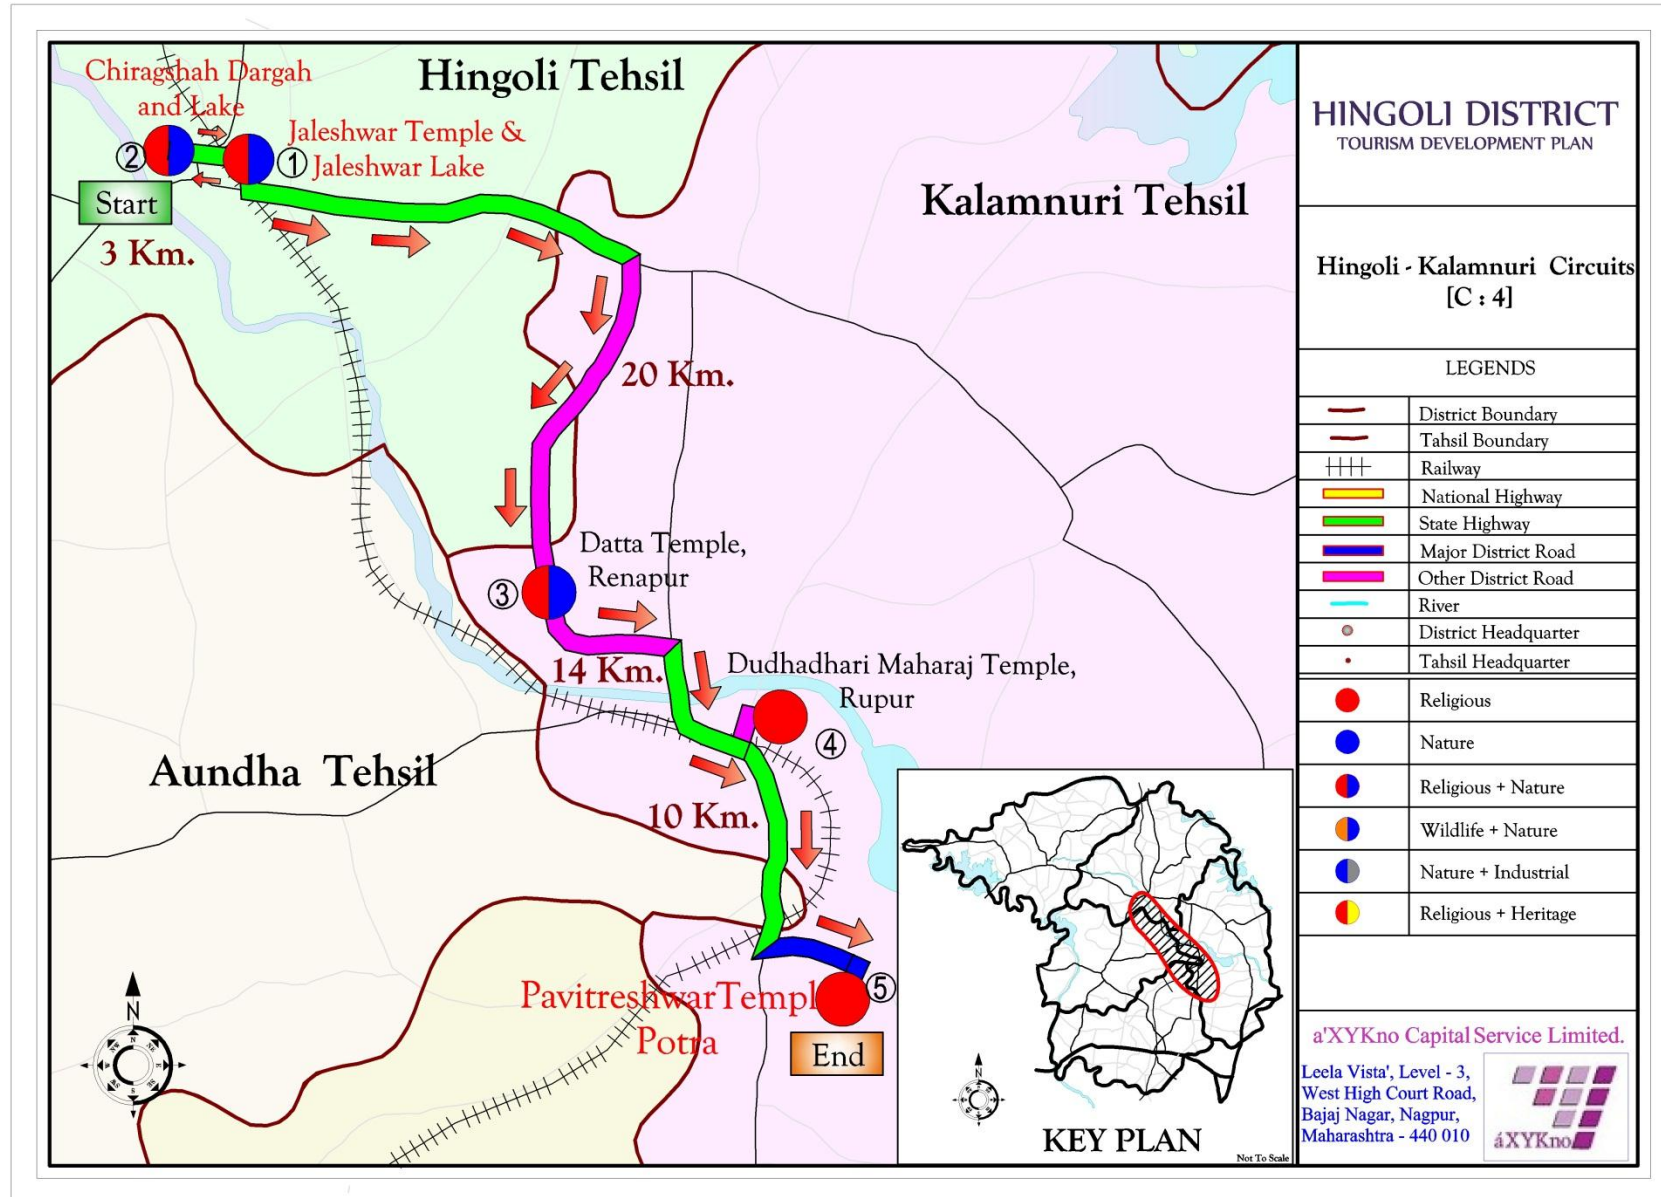 Hingoli Tehsil
Chiragshah Dargah
and Lake
Jaleshwar Temple &
Jaleshwar Lake
2
1
Start
3 Km.
Kalamnuri Tehsil
20 Km.
Datta Temple,
Renapur
3
14 Km.
Dudhadhari Maharaj Temple,
Rupur
4
Aundha Tehsil
10 Km.
PavitreshwarTempl
Potra
5
End
N
KEY PLAN
N
Not To Scale
HINGOLI DISTRICT
TOURISM DEVELOPMENT PLAN
Hingoli - Kalamnuri Circuits
[C : 4]
LEGENDS
District Boundary
Tahsil Boundary
Railway
National Highway
State Highway
Major District Road
Other District Road
River
District Headquarter
Tahsil Headquarter
Religious
Nature
Religious + Nature
Wildlife + Nature
Nature + Industrial
Religious + Heritage
a'XYKno Capital Service Limited.
Leela Vista', Level - 3,
West High Court Road,
Bajaj Nagar, Nagpur,
Maharashtra - 440 010
áXYKno